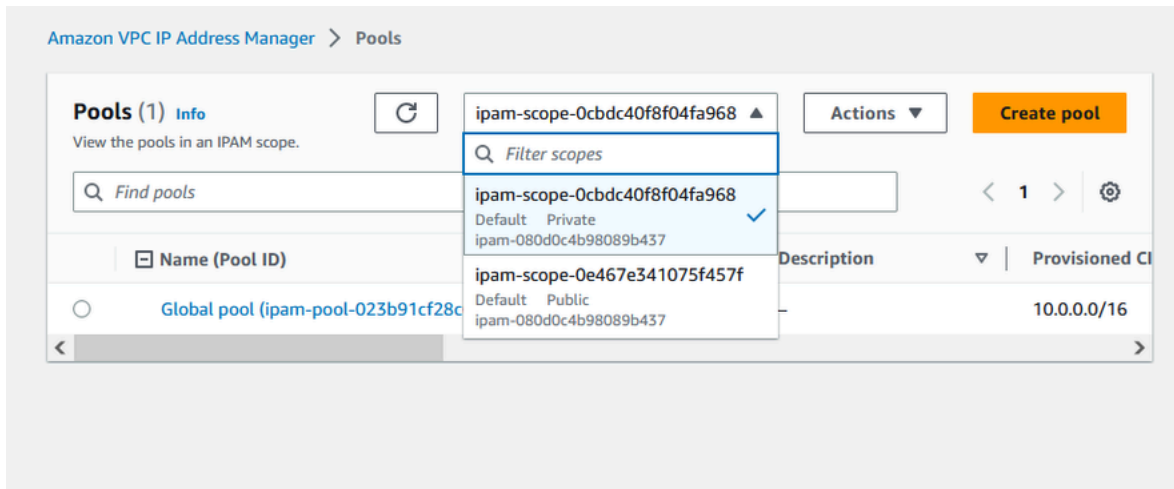 Amazon VPC IP Address Manager > Pools
Pools (1) Info
View the pools in an IPAM scope.
ipam-scope-0cbdc40f8f04fa968
Actions
Create pool
Filter scopes
Find pools
1
ipam-scope-0cbdc40f8f04fa968
Default Private
ipam-080d0c4b98089b437
ipam-scope-0e467e341075f457f
Default Public
ipam-080d0c4b98089b437
Name (Pool ID)
Description
Provisioned CI
Global pool (ipam-pool-023b91cf28c
–
10.0.0.0/16